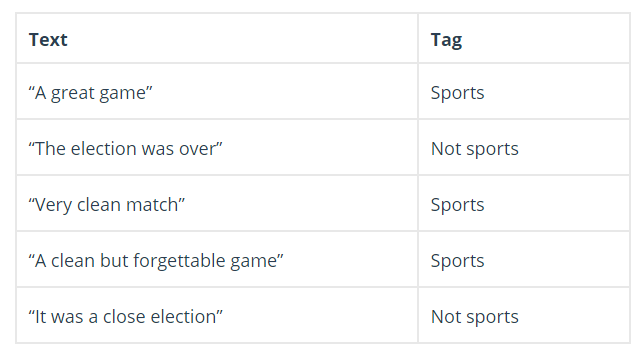 Text Tag
“A great game” Sports
“The election was over” Not sports
“Very clean match” Sports
“A clean but forgettable game” Sports
“It was a close election” Not sports